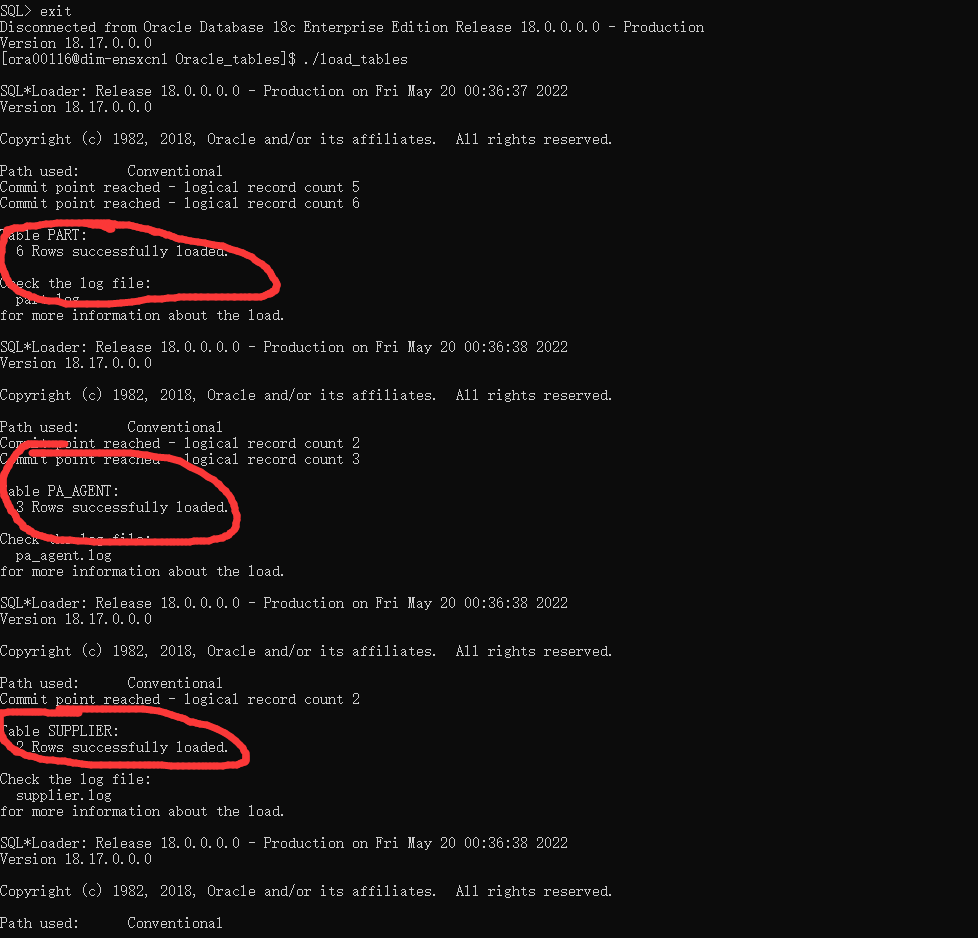 SQL> exit
Disconnected from Oracle Database 18c Enterprise Edition Release 18.0.0.0.0 - Production
Version 18.17.0.0.0
[ora00116@dim-ensxcn1 Oracle_tables]$ ./load_tables
SQL*Loader: Release 18.0.0.0.0 - Production on Fri May 20 00:36:37 2022
Version 18.17.0.0.0
Copyright (c) 1982, 2018, Oracle and/or its affiliates.  All rights reserved.
Path used:      Conventional
Commit point reached - logical record count 5
Commit point reached - logical record count 6
Table PART:
  6 Rows successfully loaded.
Check the log file:
  part.log
for more information about the load.
SQL*Loader: Release 18.0.0.0.0 - Production on Fri May 20 00:36:38 2022
Version 18.17.0.0.0
Copyright (c) 1982, 2018, Oracle and/or its affiliates.  All rights reserved.
Path used:      Conventional
Commit point reached - logical record count 2
Commit point reached - logical record count 3
Table PA_AGENT:
  3 Rows successfully loaded.
Check the log file:
  pa_agent.log
for more information about the load.
SQL*Loader: Release 18.0.0.0.0 - Production on Fri May 20 00:36:38 2022
Version 18.17.0.0.0
Copyright (c) 1982, 2018, Oracle and/or its affiliates.  All rights reserved.
Path used:      Conventional
Commit point reached - logical record count 2
Table SUPPLIER:
  2 Rows successfully loaded.
Check the log file:
  supplier.log
for more information about the load.
SQL*Loader: Release 18.0.0.0.0 - Production on Fri May 20 00:36:38 2022
Version 18.17.0.0.0
Copyright (c) 1982, 2018, Oracle and/or its affiliates.  All rights reserved.
Path used:      Conventional